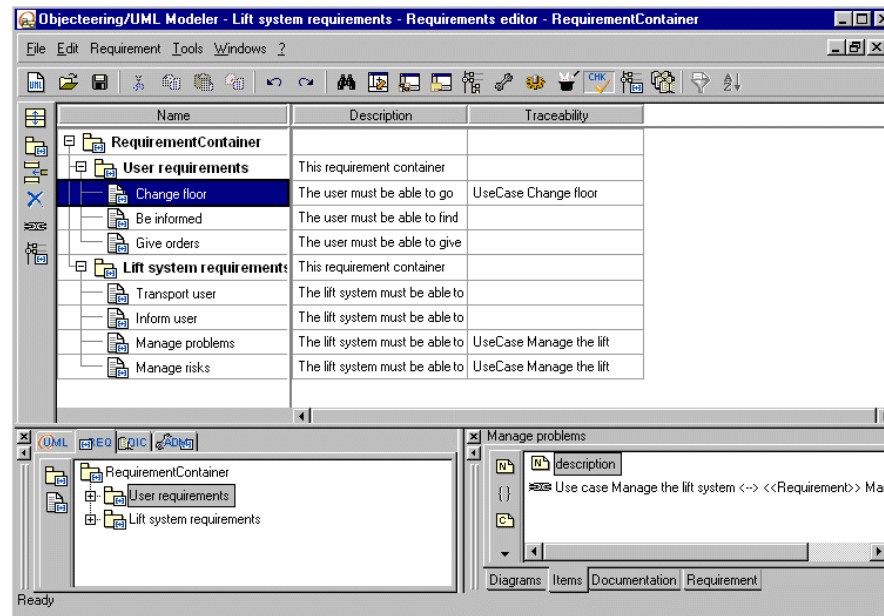 Objecteering/UML Modeler - Lift system requirements - Requirements editor - RequirementContainer
File Edit Requirement Tools Windows ?
UML CHK
Name Description Traceability
RequirementContainer
User requirements This requirement container
Change floor The user must be able to go UseCase Change floor
Be informed The user must be able to find
Give orders The user must be able to give
Lift system requirements This requirement container
Transport user The lift system must be able to
Inform user The lift system must be able to
Manage problems The lift system must be able to UseCase Manage the lift
Manage risks The lift system must be able to UseCase Manage the lift
UML REQ DIC ADM
RequirementContainer
User requirements
Lift system requirements
Manage problems
N N description
{} Use case Manage the lift system <--> <<Requirement>> Ma
C
Diagrams Items Documentation Requirement
Ready